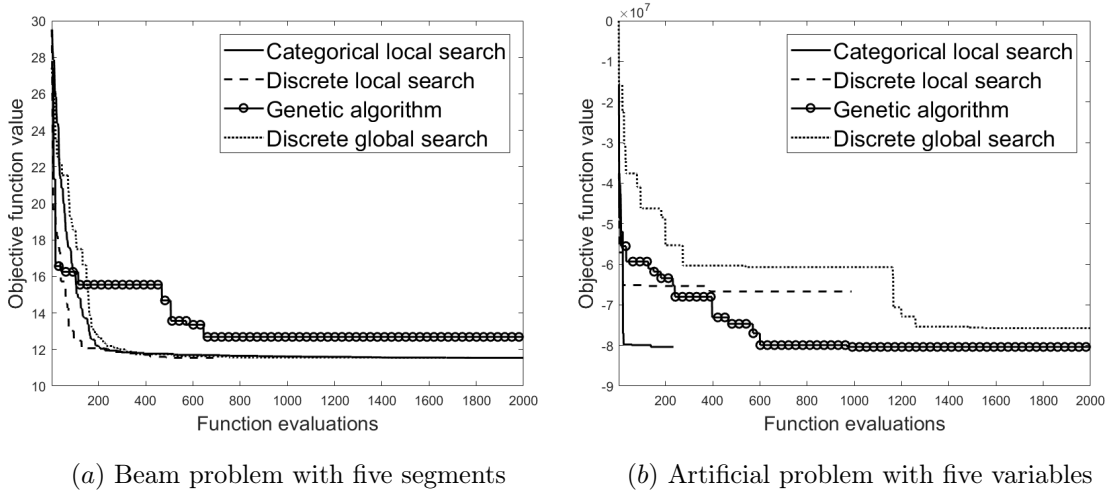 30
28
26
24
22
20
18
16
14
12
10
Objective function value
Categorical local search
Discrete local search
Genetic algorithm
Discrete global search
200 400 600 800 1000 1200 1400 1600 1800 2000
Function evaluations
(a) Beam problem with five segments
×10⁷
0
-1
-2
-3
-4
-5
-6
-7
-8
-9
Objective function value
Categorical local search
Discrete local search
Genetic algorithm
Discrete global search
200 400 600 800 1000 1200 1400 1600 1800 2000
Function evaluations
(b) Artificial problem with five variables